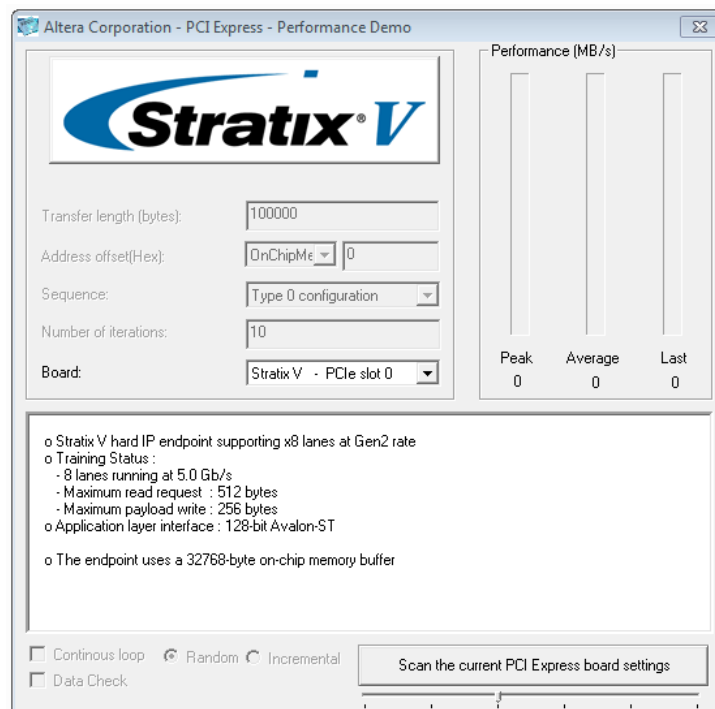 Altera Corporation - PCI Express - Performance Demo
Performance (MB/s)
Stratix® V
Transfer length (bytes):
100000
Address offset(Hex):
OnChipMe
0
Sequence:
Type 0 configuration
Number of iterations:
10
Board:
Stratix V - PCIe slot 0
Peak Average Last
0 0 0
o Stratix V hard IP endpoint supporting x8 lanes at Gen2 rate
o Training Status :
- 8 lanes running at 5.0 Gb/s
- Maximum read request : 512 bytes
- Maximum payload write : 256 bytes
o Application layer interface : 128-bit Avalon-ST
o The endpoint uses a 32768-byte on-chip memory buffer
Continous loop Random Incremental
Data Check
Scan the current PCI Express board settings